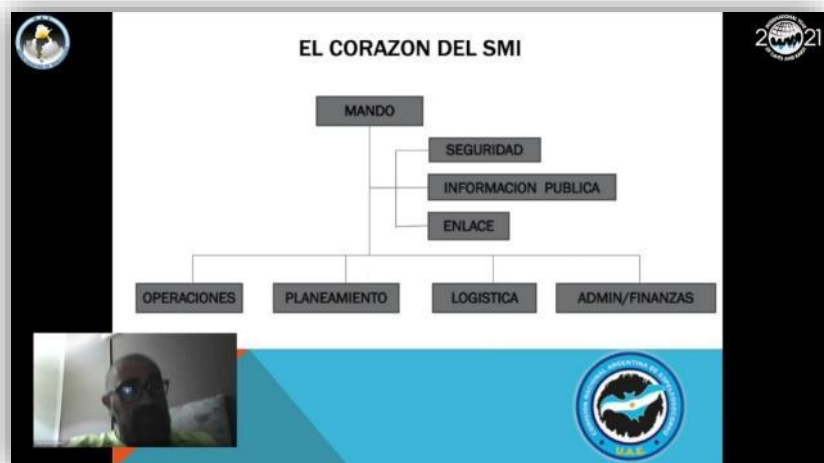 EL CORAZON DEL SMI
2021
MANDO
SEGURIDAD
INFORMACION PUBLICA
ENLACE
OPERACIONES
PLANEAMIENTO
LOGISTICA
ADMIN/FINANZAS
U.A.E.